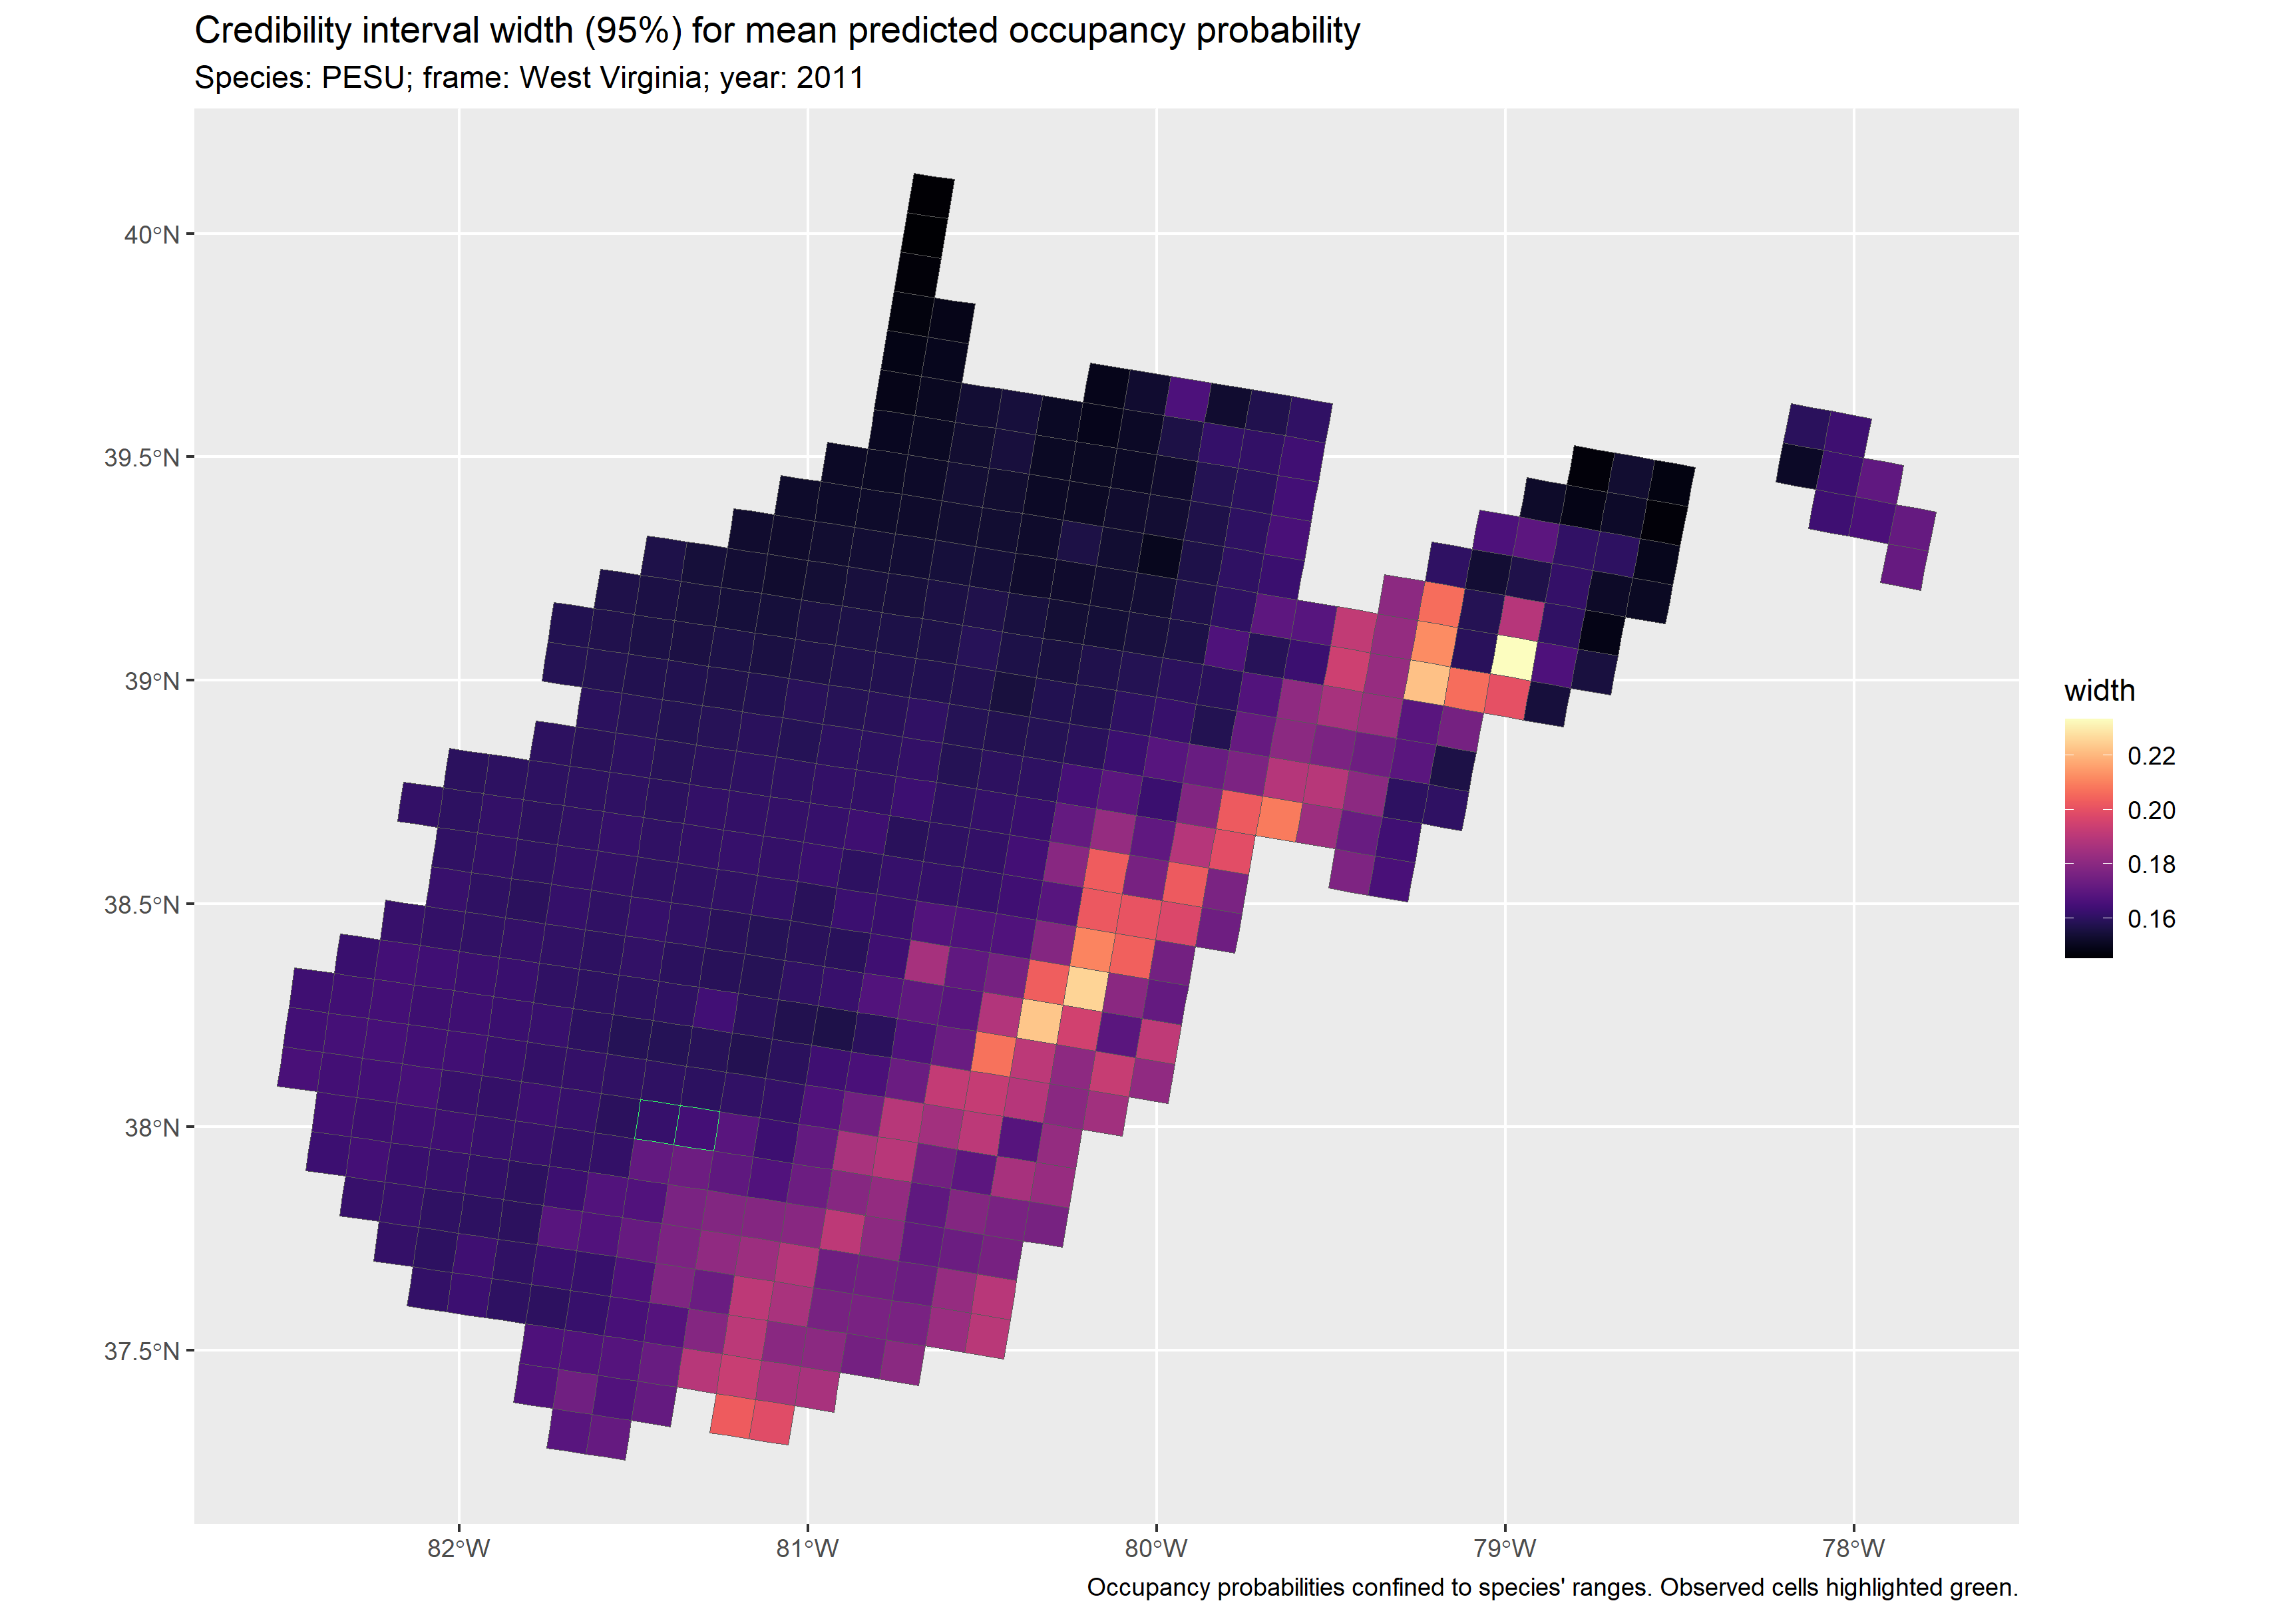 Credibility interval width (95%) for mean predicted occupancy probability
Species: PESU; frame: West Virginia; year: 2011
40°N
39.5°N
39°N
38.5°N
38°N
37.5°N
82°W
81°W
80°W
79°W
78°W
width
0.22
0.20
0.18
0.16
Occupancy probabilities confined to species' ranges. Observed cells highlighted green.